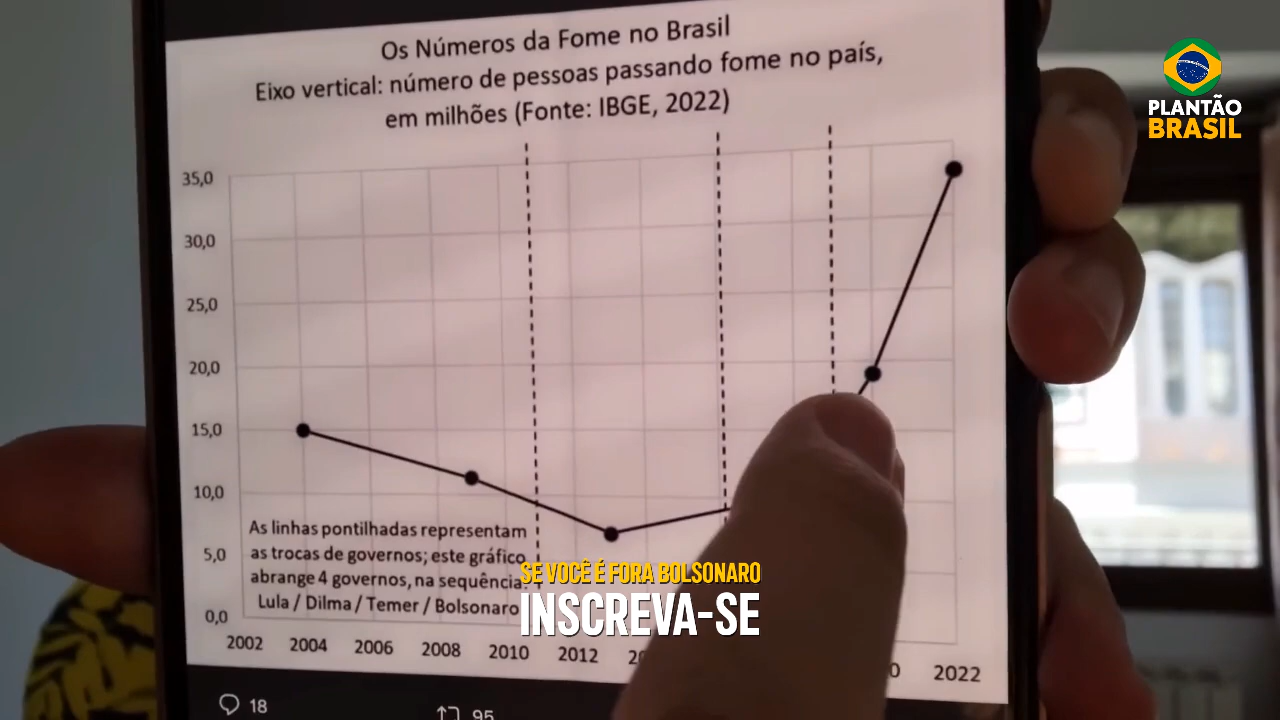 Os Números da Fome no Brasil
Eixo vertical: número de pessoas passando fome no país,
em milhões (Fonte: IBGE, 2022)
PLANTÃO
BRASIL
35,0
30,0
25,0
20,0
15,0
10,0
5,0
0,0
As linhas pontilhadas representam
as trocas de governos; este gráfico
abrange 4 governos, na sequência:
Lula / Dilma / Temer / Bolsonaro
SE VOCÊ É FORA BOLSONARO
INSCREVA-SE
2002 2004 2006 2008 2010 2012 2022
18 95